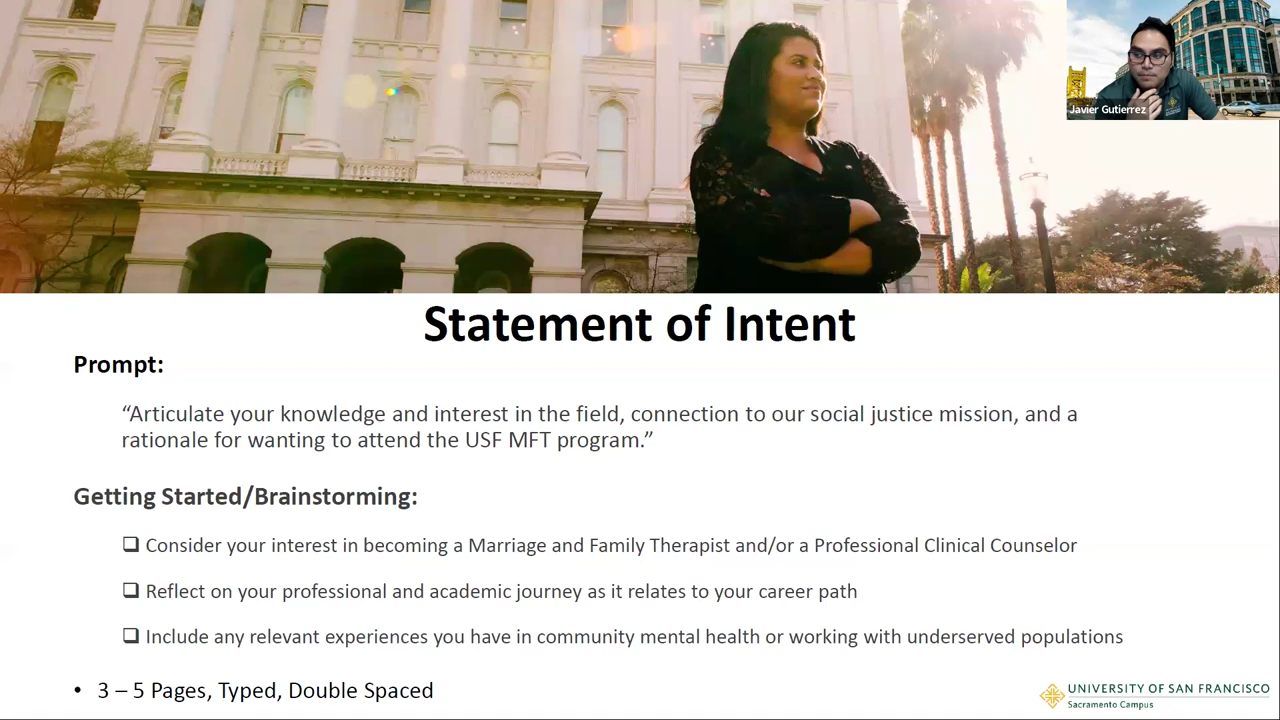 Javier Gutierrez
Statement of Intent
Prompt:
“Articulate your knowledge and interest in the field, connection to our social justice mission, and a
rationale for wanting to attend the USF MFT program.”
Getting Started/Brainstorming:
❑ Consider your interest in becoming a Marriage and Family Therapist and/or a Professional Clinical Counselor
❑ Reflect on your professional and academic journey as it relates to your career path
❑ Include any relevant experiences you have in community mental health or working with underserved populations
• 3 – 5 Pages, Typed, Double Spaced
UNIVERSITY OF SAN FRANCISCO
Sacramento Campus